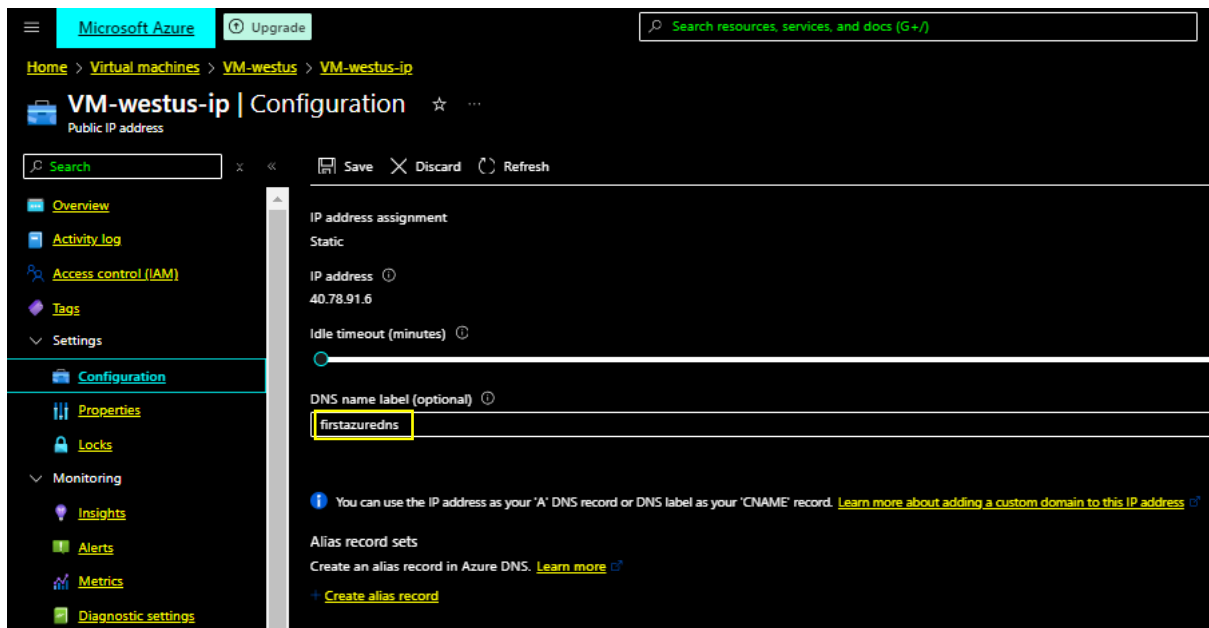 Microsoft Azure
Upgrade
Search resources, services, and docs (G+/)
Home > Virtual machines > VM-westus > VM-westus-ip
VM-westus-ip | Configuration
Public IP address
Search
Save Discard Refresh
Overview
Activity log
Access control (IAM)
Tags
Settings
Configuration
Properties
Locks
Monitoring
Insights
Alerts
Metrics
Diagnostic settings
IP address assignment
Static
IP address
40.78.91.6
Idle timeout (minutes)
DNS name label (optional)
firstazuredns
You can use the IP address as your 'A' DNS record or DNS label as your 'CNAME' record. Learn more about adding a custom domain to this IP address
Alias record sets
Create an alias record in Azure DNS. Learn more
+ Create alias record